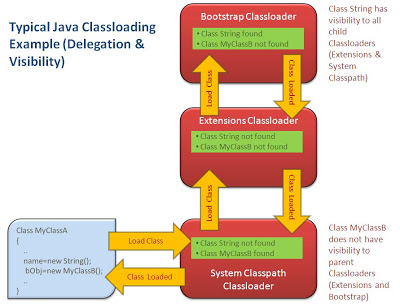 Typical Java Classloading
Example (Delegation &
Visibility)
Bootstrap Classloader
• Class String found
• Class MyClassB not found
Class String has
visibility to all
child
Classloaders
(Extensions &
System
Classpath)
Load Class
Class Loaded
Extensions Classloader
• Class String not found
• Class MyClassB not found
Load Class
Class Loaded
Class MyClassA
{
..
name=new String();
bObj=new MyClassB();
..
}
Load Class
Class Loaded
• Class String not found
• Class MyClassB found
System Classpath
Classloader
Class MyClassB
does not have
visibility to
parent
Classloaders
(Extensions and
Bootstrap)